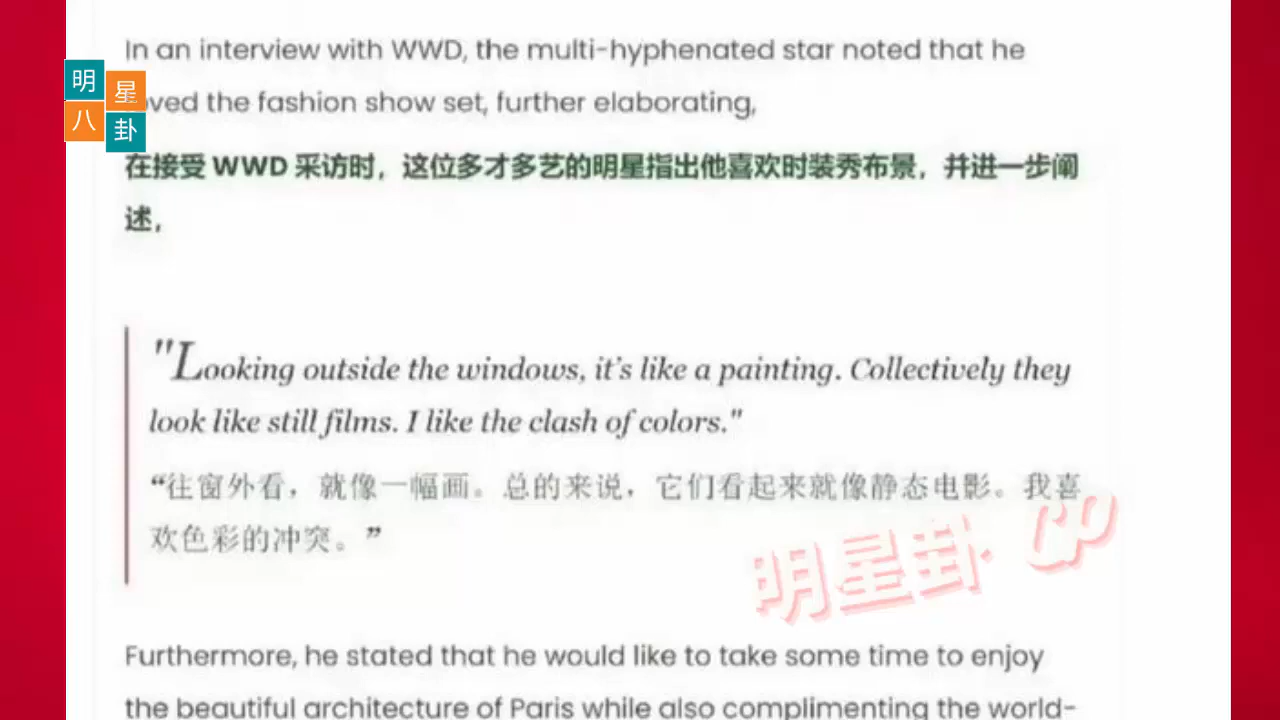 In an interview with WWD, the multi-hyphenated star noted that he
明星
八卦
oved the fashion show set, further elaborating,
在接受 WWD 采访时，这位多才多艺的明星指出他喜欢时装秀布景，并进一步阐
述，
"Looking outside the windows, it's like a painting. Collectively they
look like still films. I like the clash of colors."
“往窗外看，就像一幅画。总的来说，它们看起来就像静态电影。我喜
欢色彩的冲突。”
明星卦 CP
Furthermore, he stated that he would like to take some time to enjoy
the beautiful architecture of Paris while also complimenting the world-